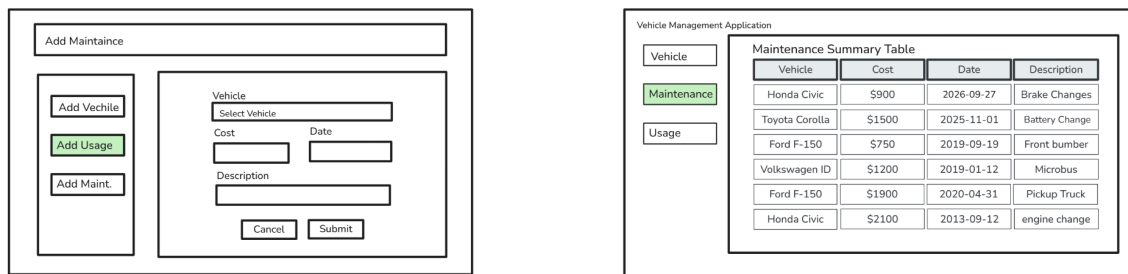 Add Maintaince
Add Vechile
Add Usage
Add Maint.
Vehicle
Select Vehicle
Cost
Date
Description
Cancel
Submit
Vehicle Management Application
Vehicle
Maintenance
Usage
Maintenance Summary Table
Vehicle Cost Date Description
Honda Civic $900 2026-09-27 Brake Changes
Toyota Corolla $1500 2025-11-01 Battery Change
Ford F-150 $750 2019-09-19 Front bumber
Volkswagen ID $1200 2019-01-12 Microbus
Ford F-150 $1900 2020-04-31 Pickup Truck
Honda Civic $2100 2013-09-12 engine change